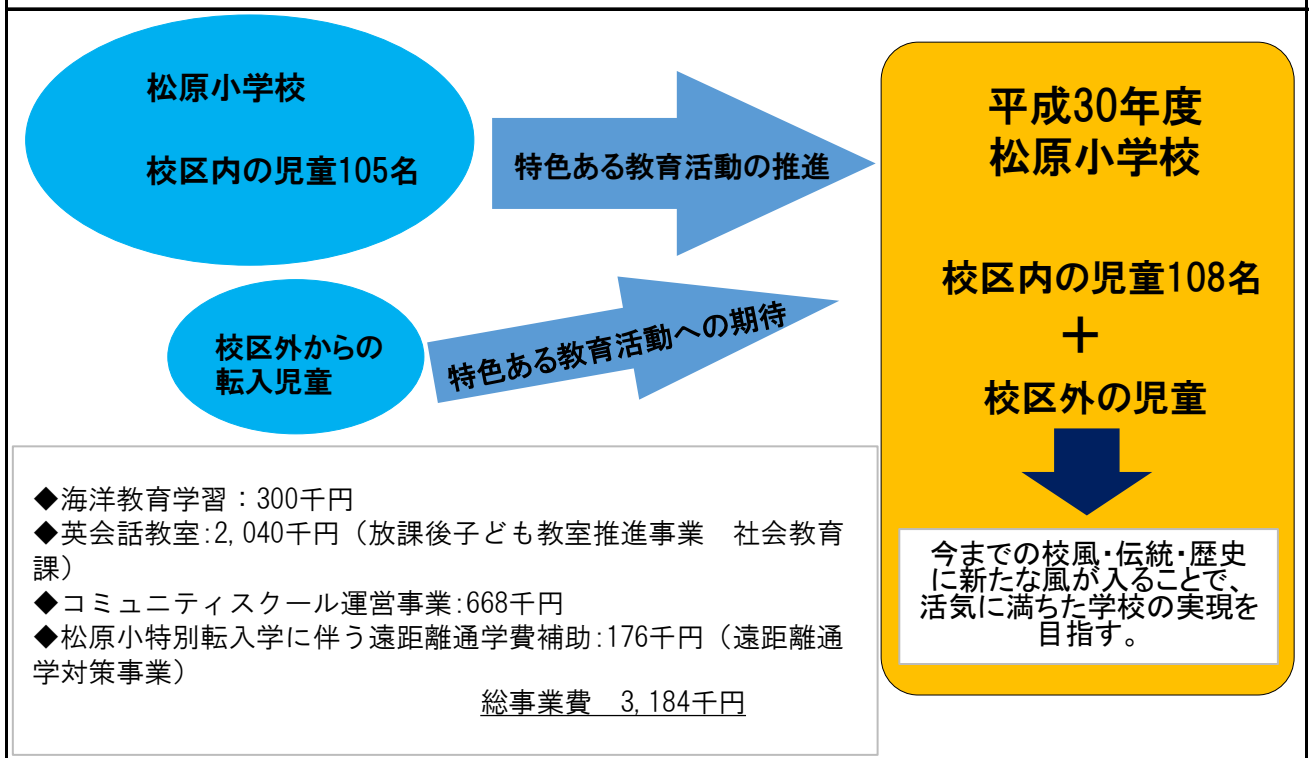 松原小学校
校区内の児童105名
特色ある教育活動の推進
校区外からの
転入児童
特色ある教育活動への期待
平成30年度
松原小学校
校区内の児童108名
＋
校区外の児童
今までの校風・伝統・歴史
に新たな風が入ることで、
活気に満ちた学校の実現を
目指す。
◆海洋教育学習：300千円
◆英会話教室:2,040千円（放課後子ども教室推進事業　社会教育
課）
◆コミュニティスクール運営事業:668千円
◆松原小特別転入学に伴う遠距離通学費補助:176千円（遠距離通
学対策事業）
総事業費　3,184千円